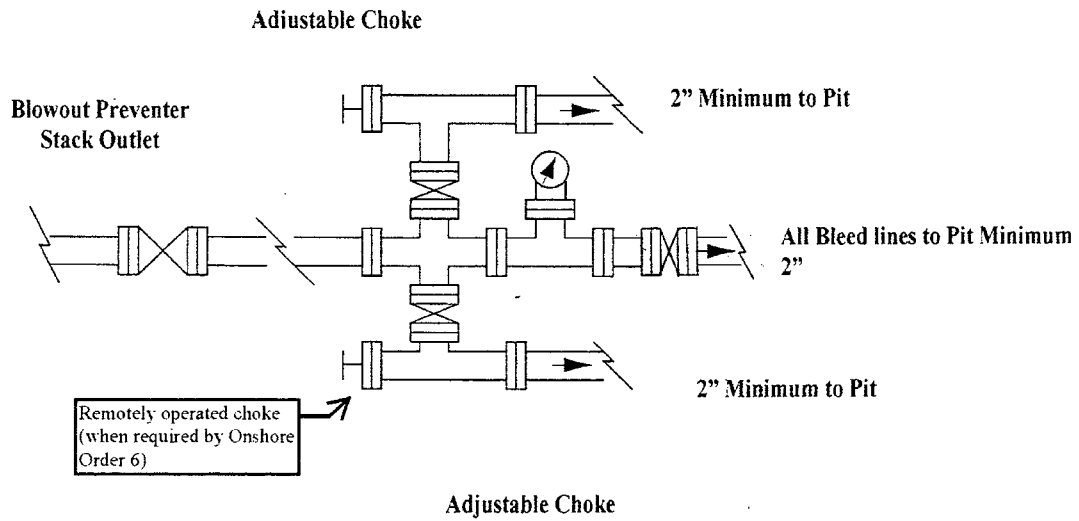 Adjustable Choke
Blowout Preventer
Stack Outlet
2” Minimum to Pit
All Bleed lines to Pit Minimum
2”
2” Minimum to Pit
Remotely operated choke
(when required by Onshore
Order 6)
Adjustable Choke